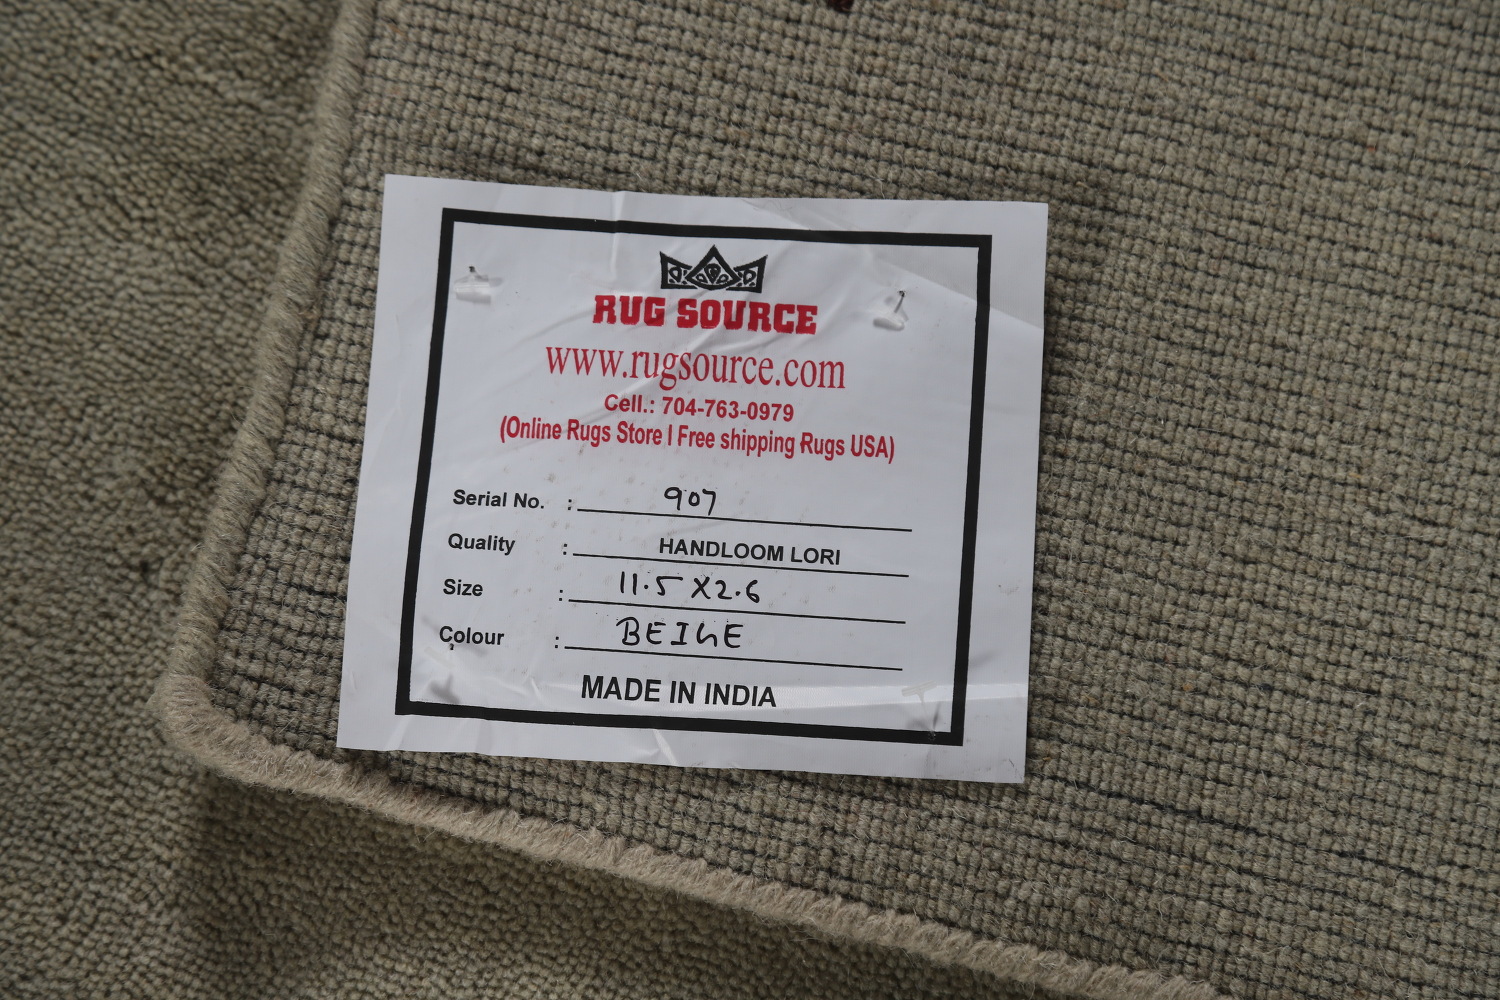 RUG SOURCE
www.rugsource.com
Cell.: 704-763-0979
(Online Rugs Store I Free shipping Rugs USA)
Serial No. : 907
Quality : HANDLOOM LORI
Size : 11.5 X2.6
Colour : BEIGE
MADE IN INDIA